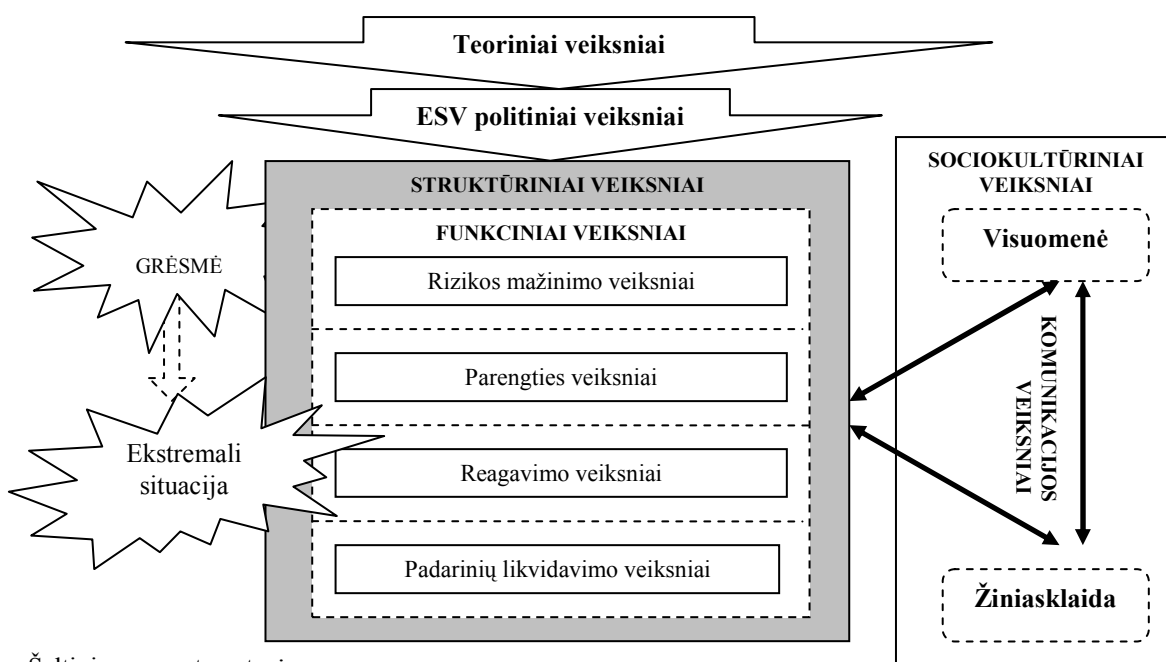 Teoriniai veiksniai
ESV politiniai veiksniai
STRUKTŪRINIAI VEIKSNIAI
FUNKCINIAI VEIKSNIAI
Rizikos mažinimo veiksniai
Parengties veiksniai
Reagavimo veiksniai
Padarinių likvidavimo veiksniai
GRĖSMĖ
Ekstremali
situacija
SOCIOKULTŪRINIAI
VEIKSNIAI
Visuomenė
KOMUNIKACIJOS
VEIKSNIAI
Žiniasklaida